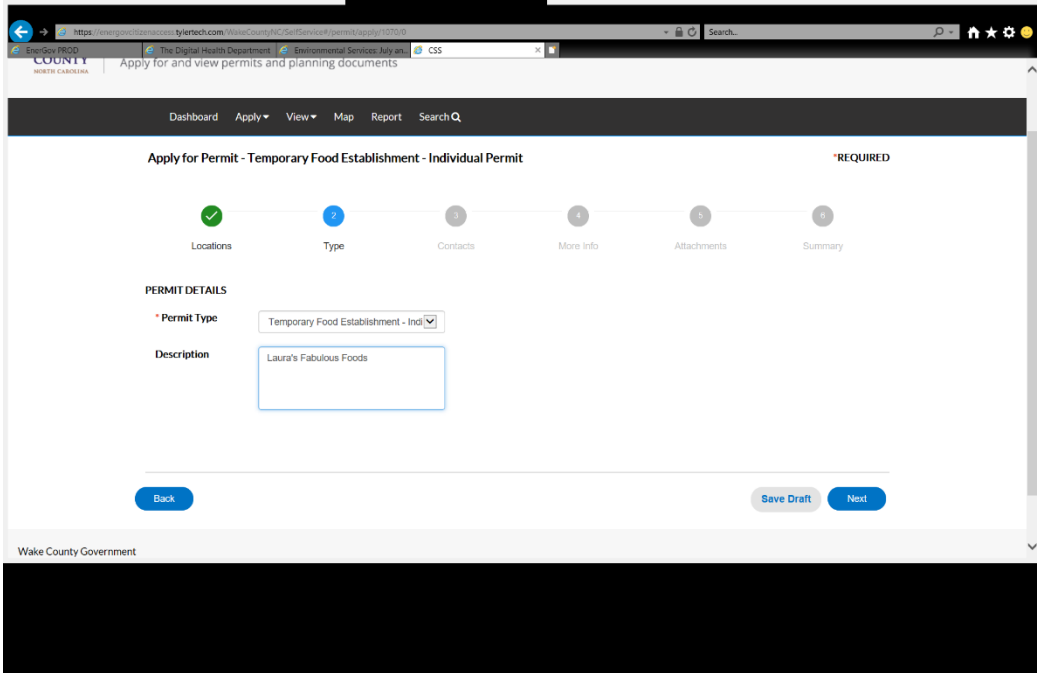 https://energovcitizenaccess.tylertech.com/WakeCountyNC/SelfService#/permit/apply/1070/0
Search...
EnerGov PROD
The Digital Health Department
Environmental Services: July an...
CSS
COUNTY
NORTH CAROLINA
Apply for and view permits and planning documents
Dashboard Apply View Map Report Search
Apply for Permit - Temporary Food Establishment - Individual Permit
*REQUIRED
2
3
4
5
6
Locations
Type
Contacts
More Info
Attachments
Summary
PERMIT DETAILS
* Permit Type
Temporary Food Establishment - Indi
Description
Laura's Fabulous Foods
Back
Save Draft
Next
Wake County Government